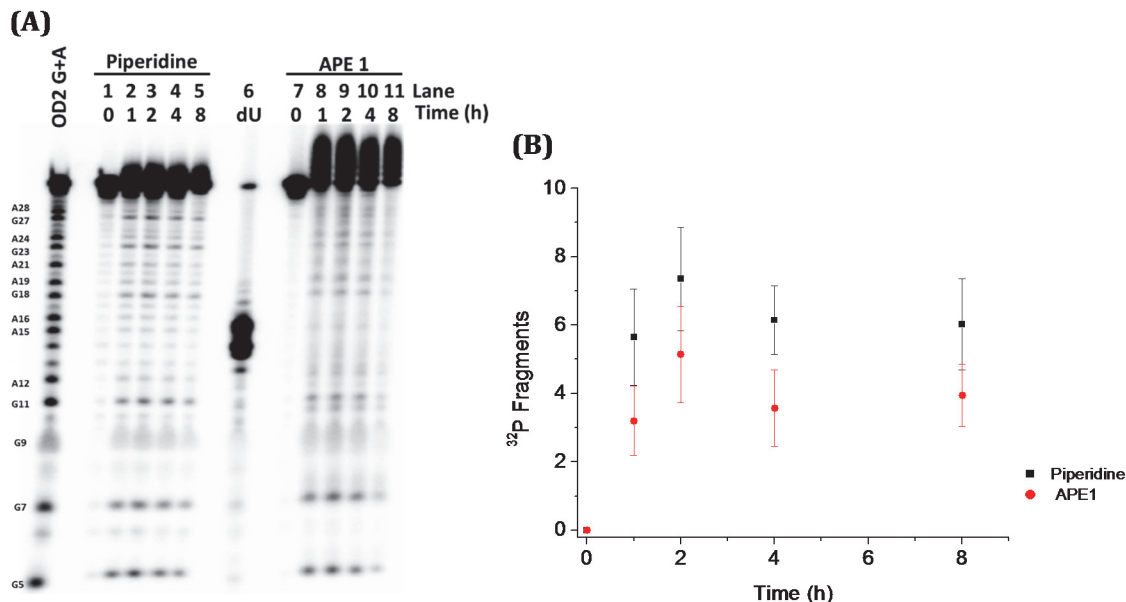 (A)
OD2 G+A
Piperidine
APE 1
1 2 3 4 5 6 7 8 9 10 11 Lane
0 1 2 4 8 dU 0 1 2 4 8 Time (h)
A28
G27
A24
G23
A21
A19
G18
A16
A15
A12
G11
G9
G7
G5
(B)
10
8
6
4
2
0
³²P Fragments
0 2 4 6 8
Time (h)
Piperidine
APE1